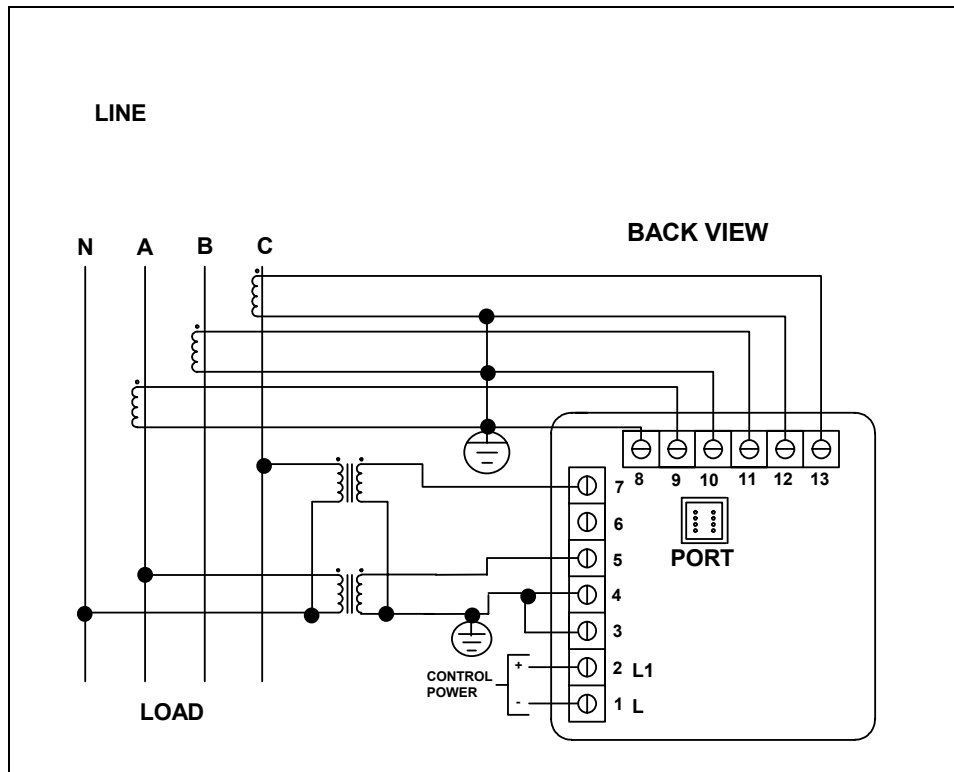 LINE
BACK VIEW
N A B C
8 9 10 11 12 13
7
6
PORT
5
4
3
+ 2 L1
CONTROL
POWER
- 1 L
LOAD